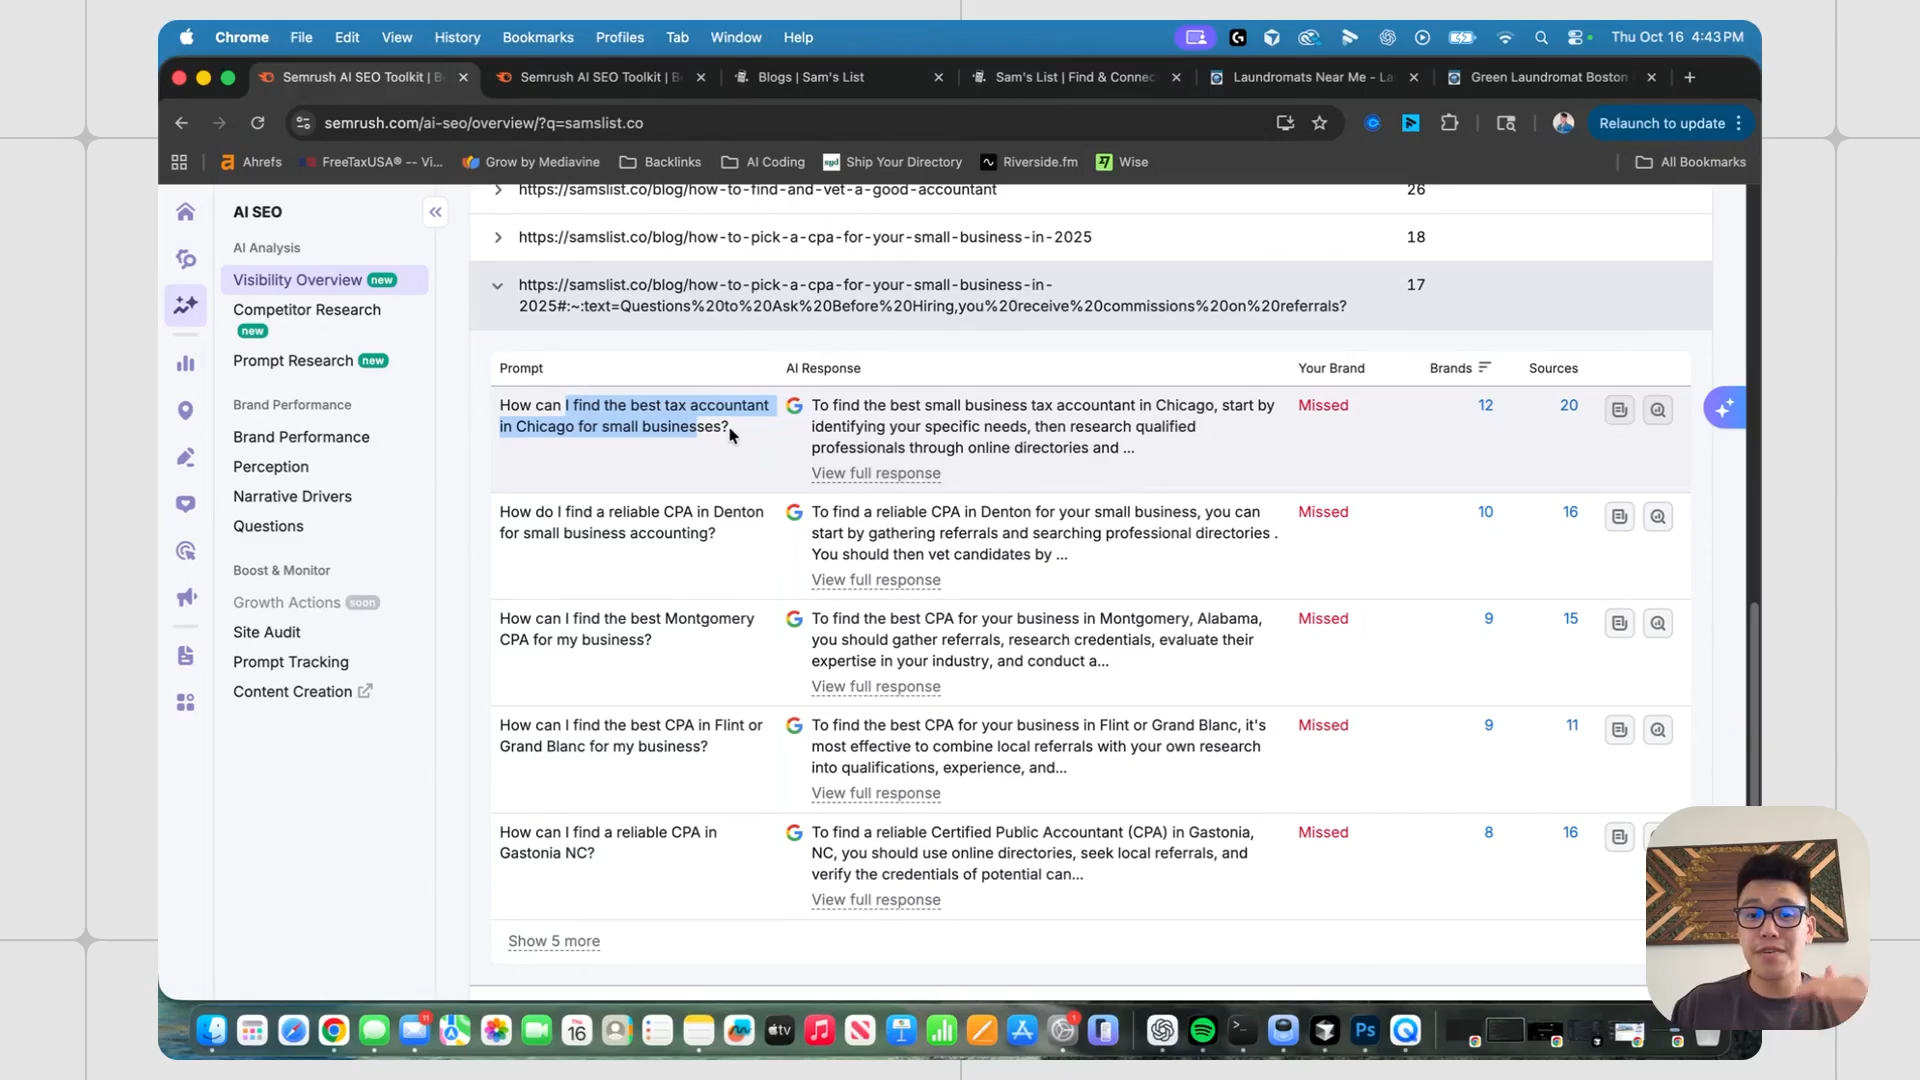 Chrome File Edit View History Bookmarks Profiles Tab Window Help Thu Oct 16 4:43 PM
Semrush AI SEO Toolkit | B Semrush AI SEO Toolkit | B Blogs | Sam's List Sam's List | Find & Connec Laundromats Near Me - La Green Laundromat Boston
semrush.com/ai-seo/overview/?q=samslist.co Relaunch to update
Ahrefs FreeTaxUSA® -- Vi... Grow by Mediavine Backlinks AI Coding syd Ship Your Directory Riverside.fm Wise All Bookmarks
AI SEO
AI Analysis
Visibility Overview new
Competitor Research
new
Prompt Research new
Brand Performance
Brand Performance
Perception
Narrative Drivers
Questions
Boost & Monitor
Growth Actions soon
Site Audit
Prompt Tracking
Content Creation
https://samslist.co/blog/how-to-find-and-vet-a-good-accountant 26
https://samslist.co/blog/how-to-pick-a-cpa-for-your-small-business-in-2025 18
https://samslist.co/blog/how-to-pick-a-cpa-for-your-small-business-in- 17
2025#:~:text=Questions%20to%20Ask%20Before%20Hiring,you%20receive%20commissions%20on%20referrals?
Prompt AI Response Your Brand Brands Sources
How can I find the best tax accountant
in Chicago for small businesses?
To find the best small business tax accountant in Chicago, start by
identifying your specific needs, then research qualified
professionals through online directories and ...
View full response
Missed 12 20
How do I find a reliable CPA in Denton
for small business accounting?
To find a reliable CPA in Denton for your small business, you can
start by gathering referrals and searching professional directories .
You should then vet candidates by ...
View full response
Missed 10 16
How can I find the best Montgomery
CPA for my business?
To find the best CPA for your business in Montgomery, Alabama,
you should gather referrals, research credentials, evaluate their
expertise in your industry, and conduct a...
View full response
Missed 9 15
How can I find the best CPA in Flint or
Grand Blanc for my business?
To find the best CPA for your business in Flint or Grand Blanc, it's
most effective to combine local referrals with your own research
into qualifications, experience, and...
View full response
Missed 9 11
How can I find a reliable CPA in
Gastonia NC?
To find a reliable Certified Public Accountant (CPA) in Gastonia,
NC, you should use online directories, seek local referrals, and
verify the credentials of potential can...
View full response
Missed 8 16
Show 5 more
11 THU 16 tv 1 Ps